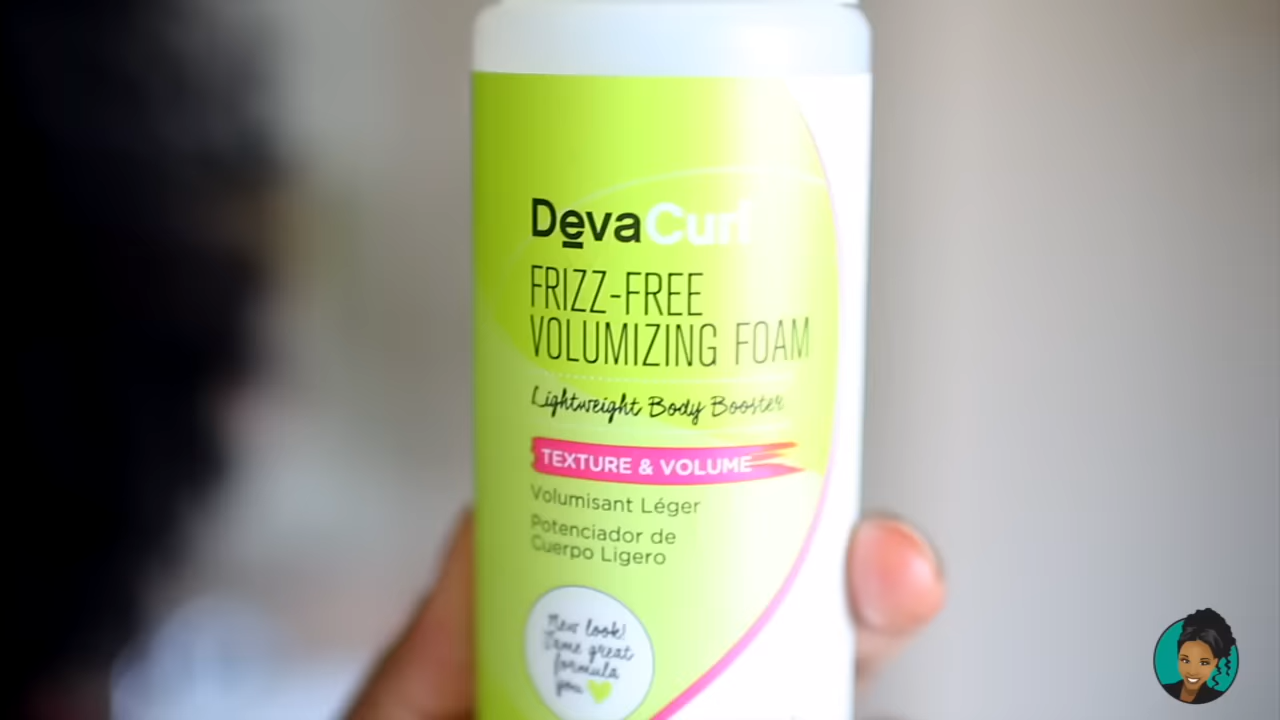 DevaCurl
FRIZZ-FREE
VOLUMIZING FOAM
Lightweight Body Booster
TEXTURE & VOLUME
Volumisant Léger
Potenciador de
Cuerpo Ligero
New look!
Same great
formula
you